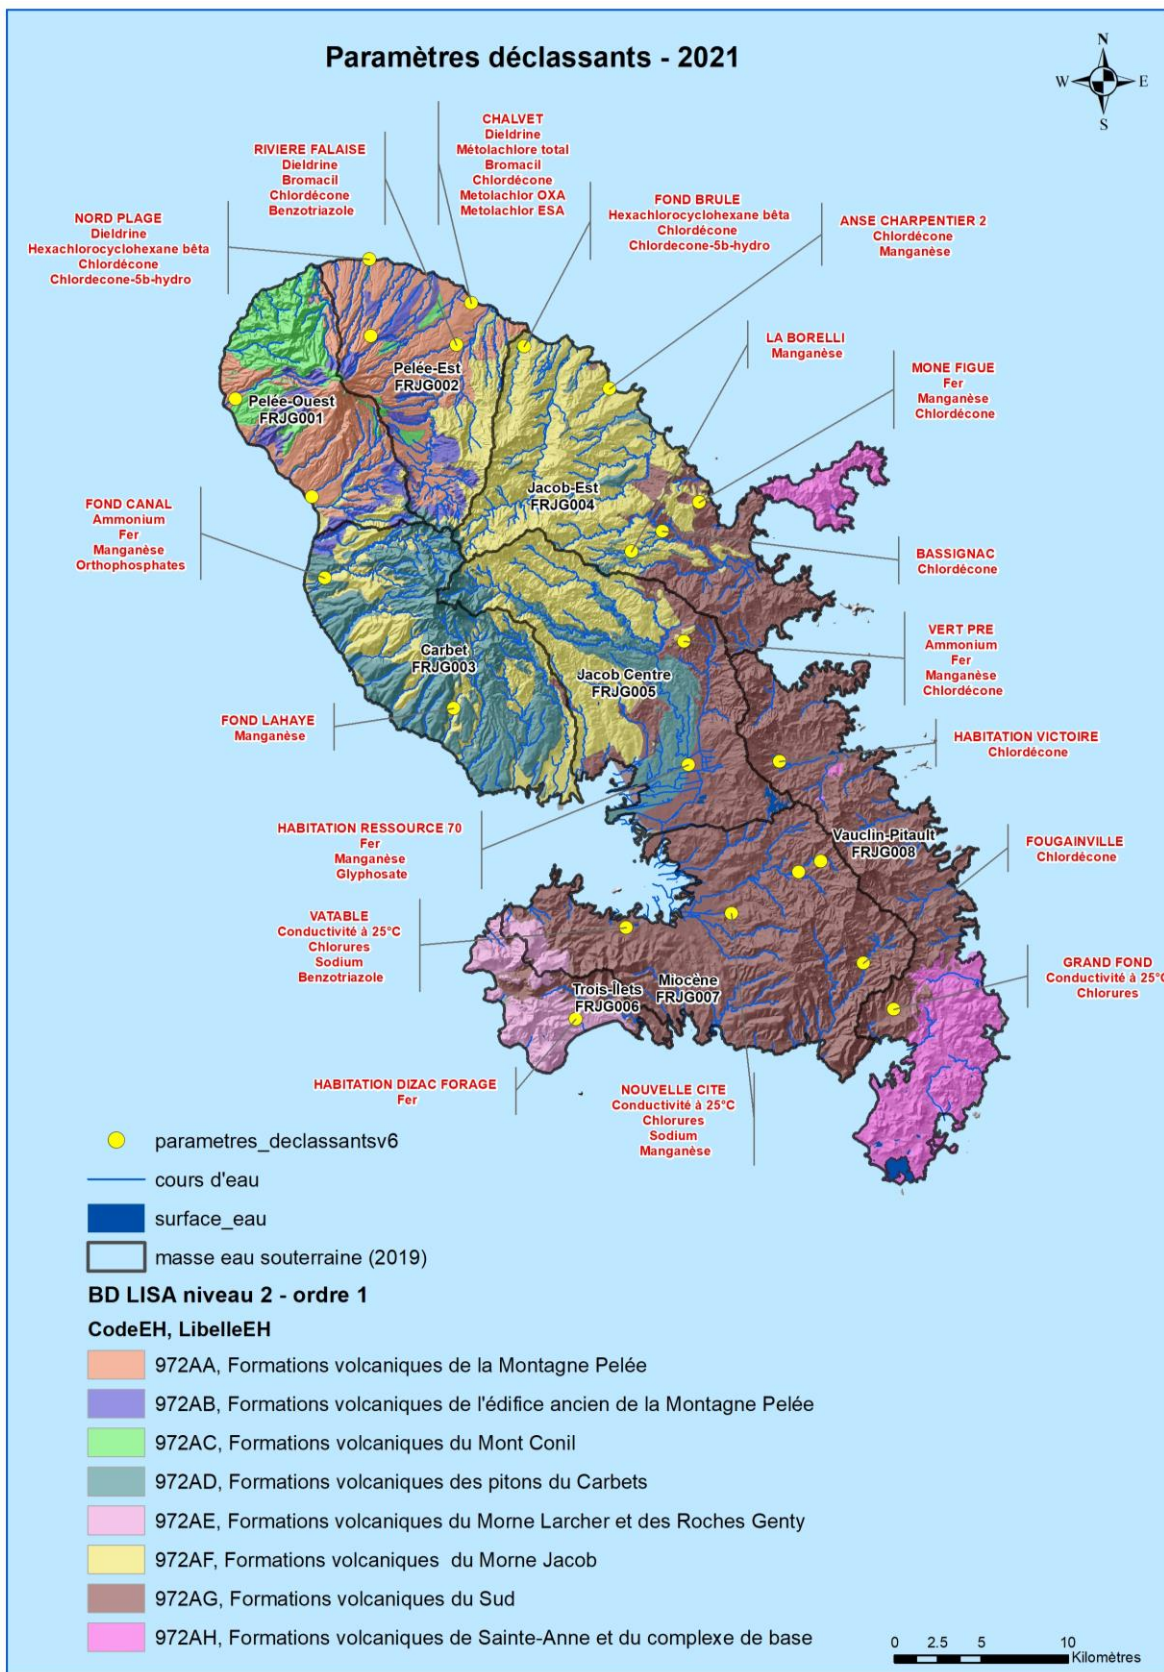 Paramètres déclassants - 2021
N
W
E
S
CHALVET
Dieldrine
Métolachlore total
Bromacil
Chlordécone
Metolachlor OXA
Metolachlor ESA
RIVIERE FALAISE
Dieldrine
Bromacil
Chlordécone
Benzotriazole
FOND BRULE
Hexachlorocyclohexane bêta
Chlordécone
Chlordecone-5b-hydro
NORD PLAGE
Dieldrine
Hexachlorocyclohexane bêta
Chlordécone
Chlordecone-5b-hydro
ANSE CHARPENTIER 2
Chlordécone
Manganèse
LA BORELLI
Manganèse
MONE FIGUE
Fer
Manganèse
Chlordécone
Pelée-Est
FRJG002
Pelée-Ouest
FRJG001
Jacob-Est
FRJG004
FOND CANAL
Ammonium
Fer
Manganèse
Orthophosphates
BASSIGNAC
Chlordécone
VERT PRE
Ammonium
Fer
Manganèse
Chlordécone
Carbet
FRJG003
Jacob Centre
FRJG005
FOND LAHAYE
Manganèse
HABITATION VICTOIRE
Chlordécone
HABITATION RESSOURCE 70
Fer
Manganèse
Glyphosate
Vauclin-Pitault
FRJG008
FOUGAINVILLE
Chlordécone
VATABLE
Conductivité à 25°C
Chlorures
Sodium
Benzotriazole
GRAND FOND
Conductivité à 25°C
Chlorures
Trois-Ilets
FRJG006
Miocène
FRJG007
HABITATION DIZAC FORAGE
Fer
NOUVELLE CITE
Conductivité à 25°C
Chlorures
Sodium
Manganèse
parametres_declassantsv6
cours d'eau
surface_eau
masse eau souterraine (2019)
BD LISA niveau 2 - ordre 1
CodeEH, LibelleEH
972AA, Formations volcaniques de la Montagne Pelée
972AB, Formations volcaniques de l'édifice ancien de la Montagne Pelée
972AC, Formations volcaniques du Mont Conil
972AD, Formations volcaniques des pitons du Carbets
972AE, Formations volcaniques du Morne Larcher et des Roches Genty
972AF, Formations volcaniques du Morne Jacob
972AG, Formations volcaniques du Sud
972AH, Formations volcaniques de Sainte-Anne et du complexe de base
0 2.5 5 10
Kilomètres